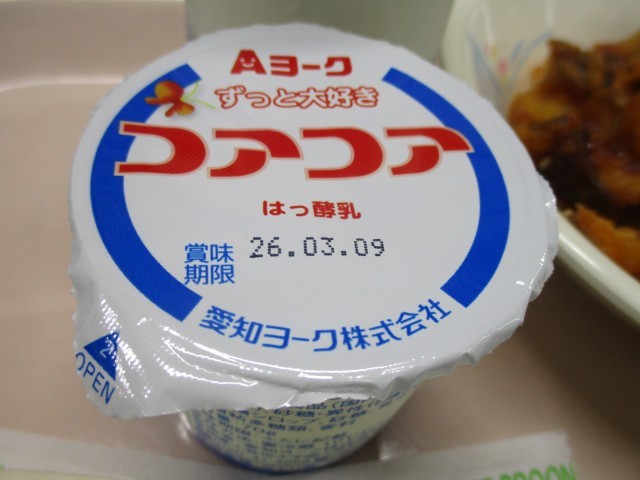 Aヨーク
ずっと大好き
コアコア
はっ酵乳
賞味
期限
26.03.09
愛知ヨーク株式会社
OPEN
SPOON